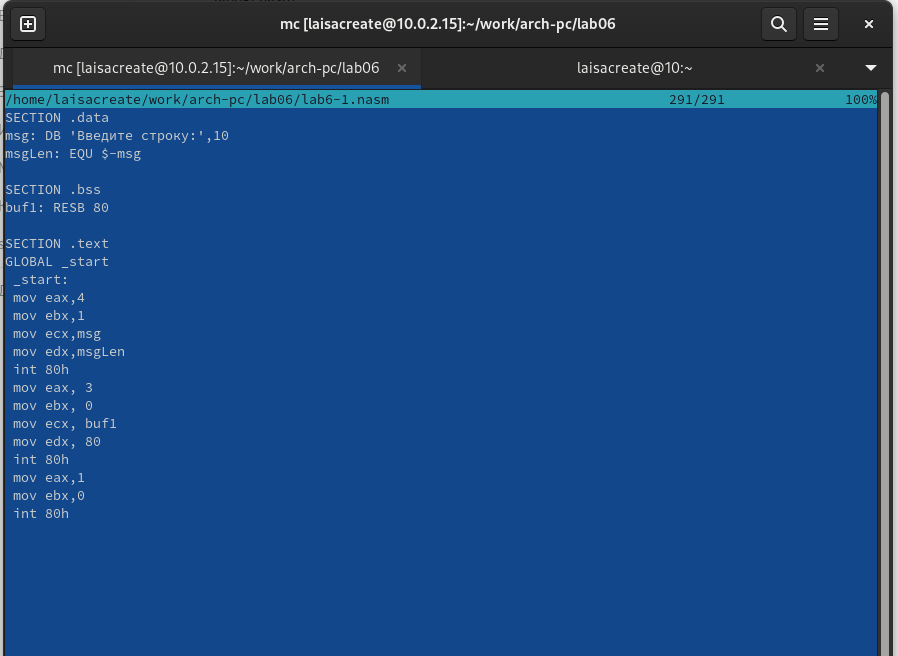 mc [laisacreate@10.0.2.15]:~/work/arch-pc/lab06
mc [laisacreate@10.0.2.15]:~/work/arch-pc/lab06 laisacreate@10:~
/home/laisacreate/work/arch-pc/lab06/lab6-1.nasm 291/291 100%
SECTION .data
msg: DB 'Введите строку:',10
msgLen: EQU $-msg
SECTION .bss
buf1: RESB 80
SECTION .text
GLOBAL _start
_start:
mov eax,4
mov ebx,1
mov ecx,msg
mov edx,msgLen
int 80h
mov eax, 3
mov ebx, 0
mov ecx, buf1
mov edx, 80
int 80h
mov eax,1
mov ebx,0
int 80h